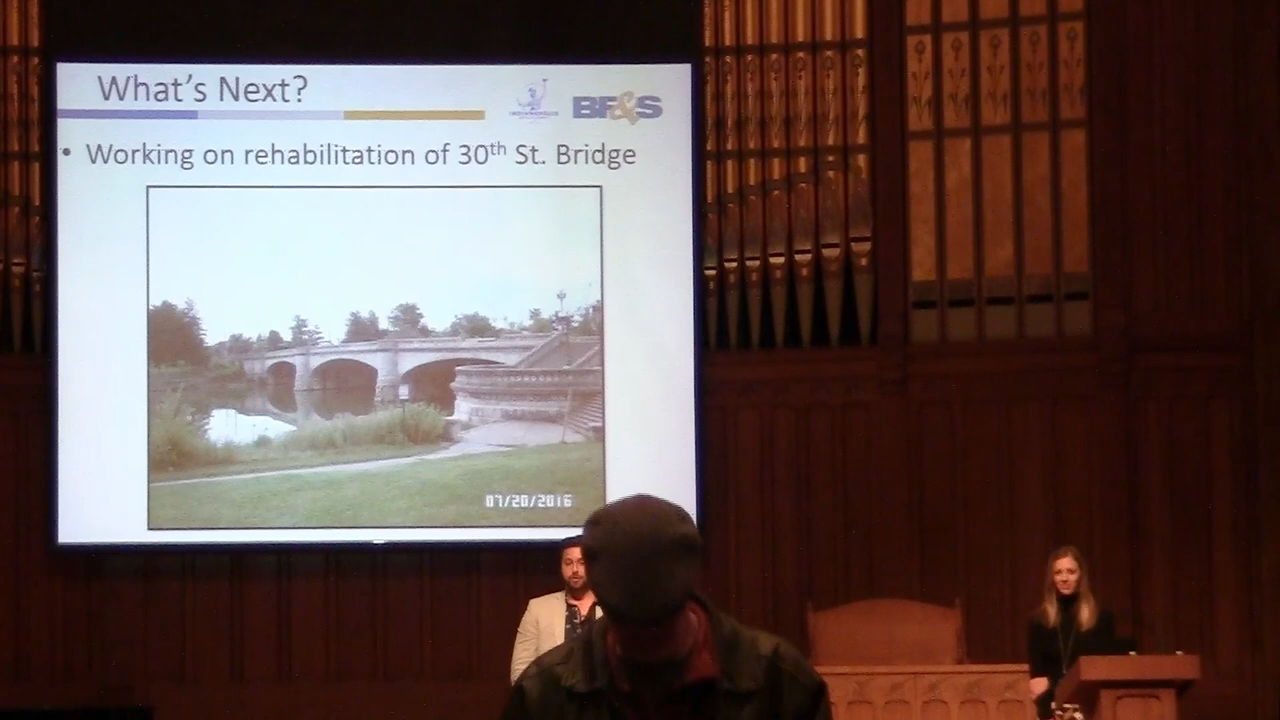 What's Next?
BF&S
• Working on rehabilitation of 30th St. Bridge
07/20/2016